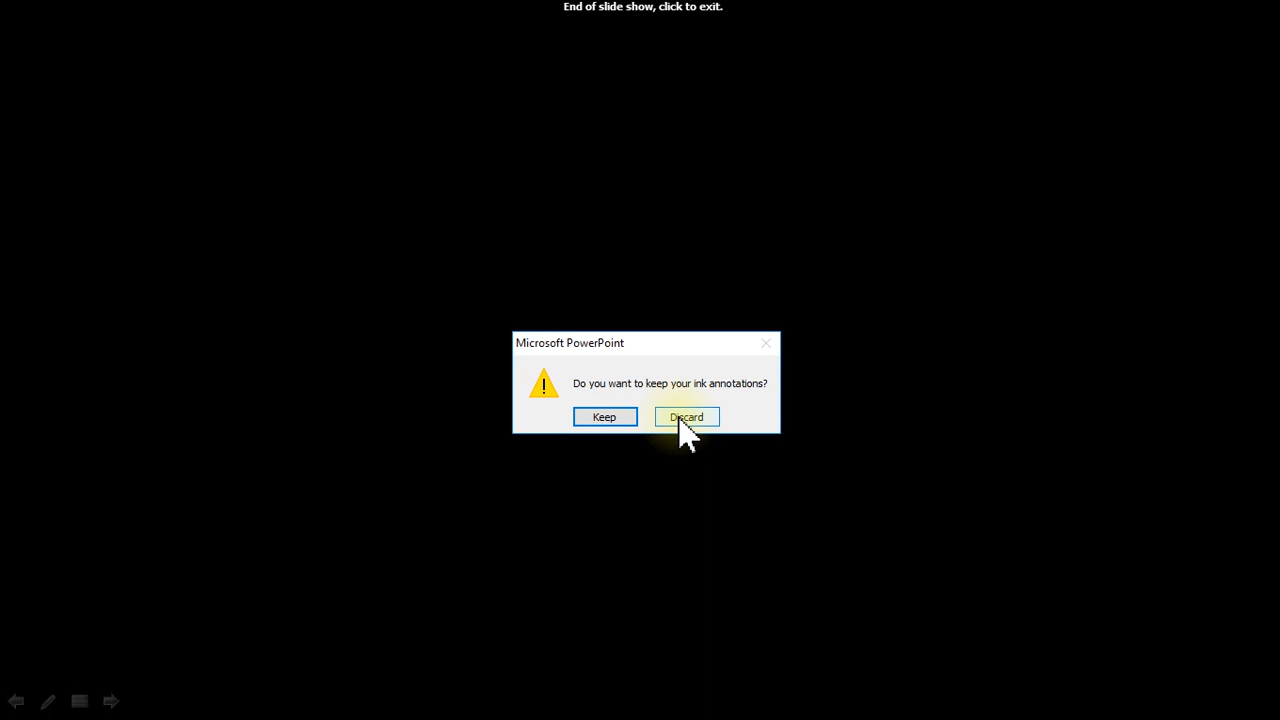 End of slide show, click to exit.
Microsoft PowerPoint
Do you want to keep your ink annotations?
Keep
Discard